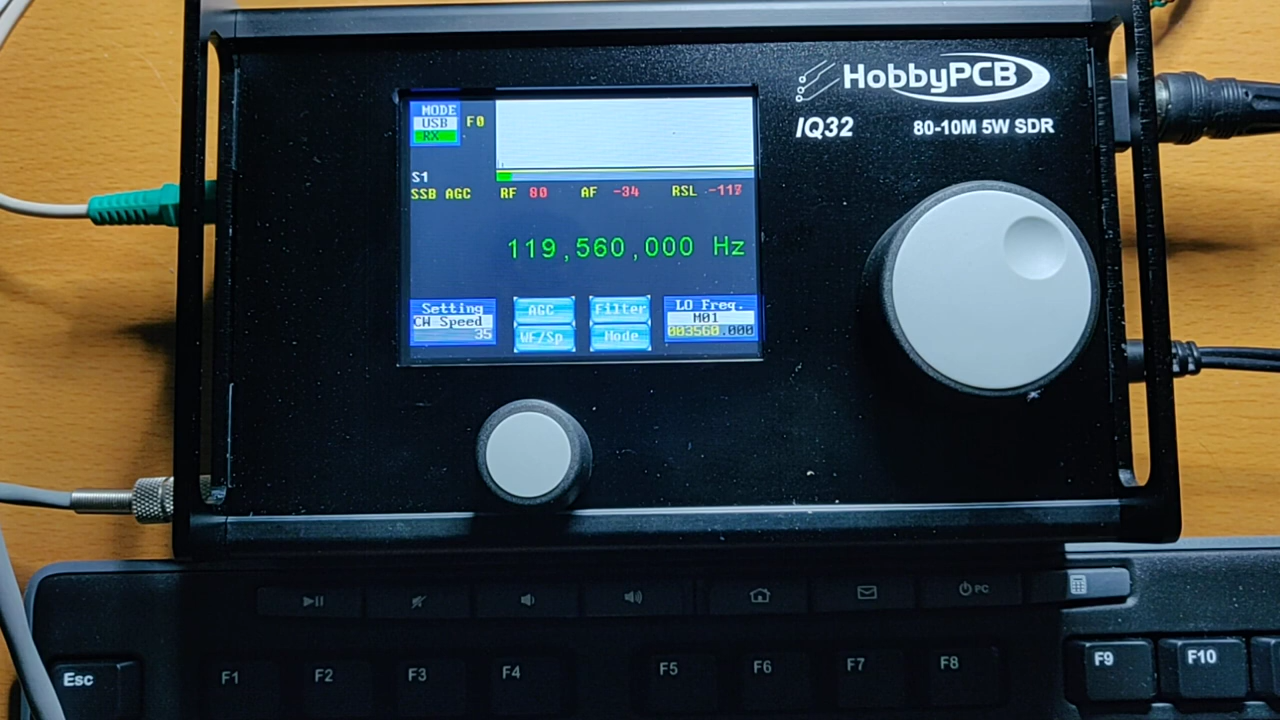 HobbyPCB
IQ32 80-10M 5W SDR
MODE
USB F0
RX
S1
SSB AGC RF 80 AF -34 RSL -117
119,560,000 Hz
Setting AGC Filter LO Freq.
CW Speed M01
35 WF/Sp Mode 003560.000
PC
Esc F1 F2 F3 F4 F5 F6 F7 F8 F9 F10